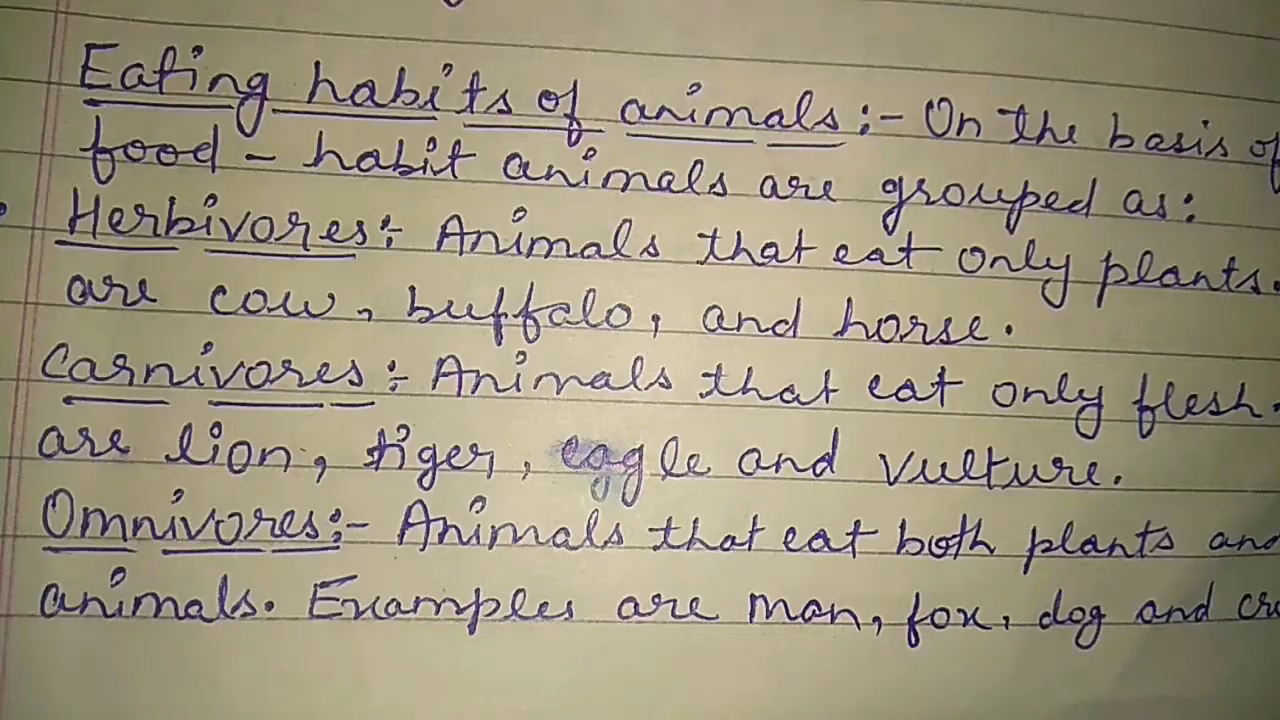 Eating habits of animals :- On the basis of
food - habit animals are grouped as:
Herbivores :- Animals that eat only plants.
are cow, buffalo, and horse.
Carnivores :- Animals that eat only flesh.
are lion, tiger, eagle and vulture.
Omnivores :- Animals that eat both plants and
animals. Examples are man, fox, dog and